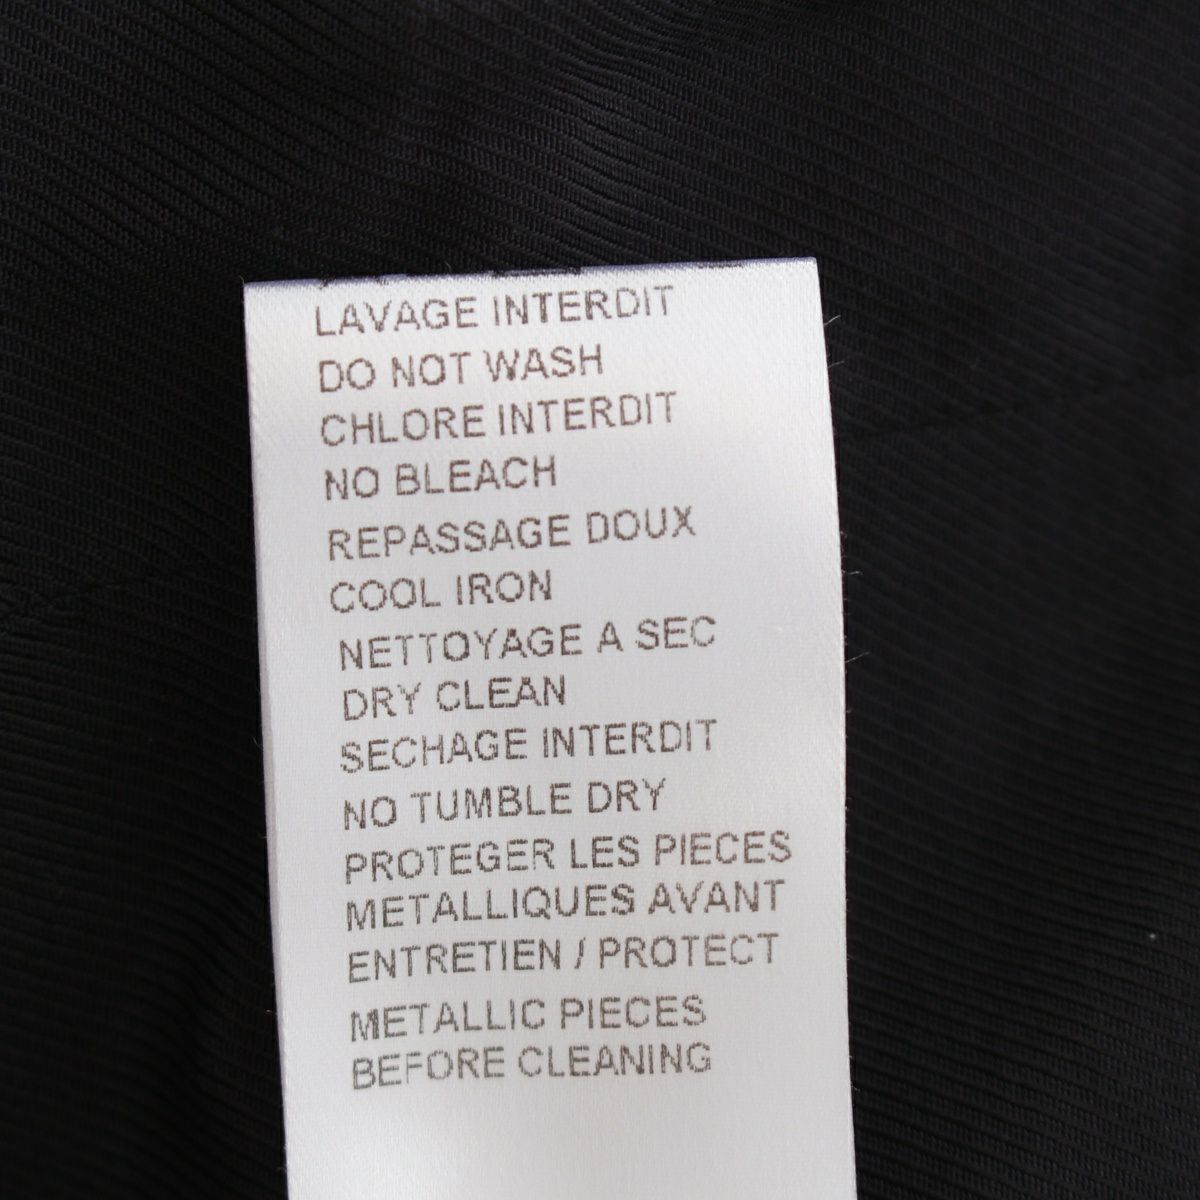 LAVAGE INTERDIT
DO NOT WASH
CHLORE INTERDIT
NO BLEACH
REPASSAGE DOUX
COOL IRON
NETTOYAGE A SEC
DRY CLEAN
SECHAGE INTERDIT
NO TUMBLE DRY
PROTEGER LES PIECES
METALLIQUES AVANT
ENTRETIEN / PROTECT
METALLIC PIECES
BEFORE CLEANING